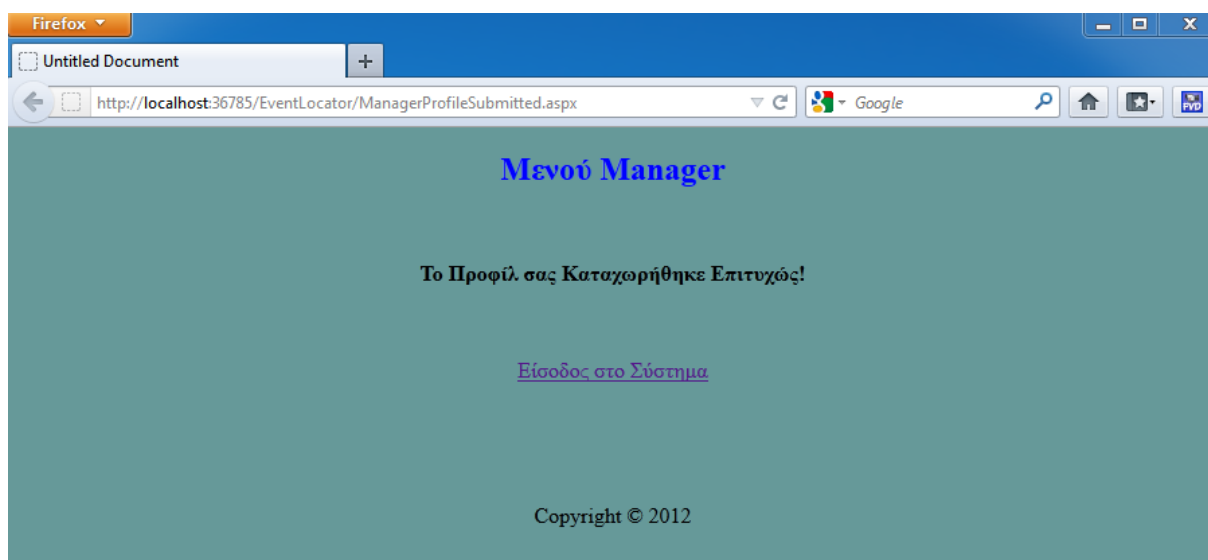 Firefox
Untitled Document
http://localhost:36785/EventLocator/ManagerProfileSubmitted.aspx
Google
FVD
Μενού Manager
Το Προφίλ σας Καταχωρήθηκε Επιτυχώς!
Είσοδος στο Σύστημα
Copyright © 2012